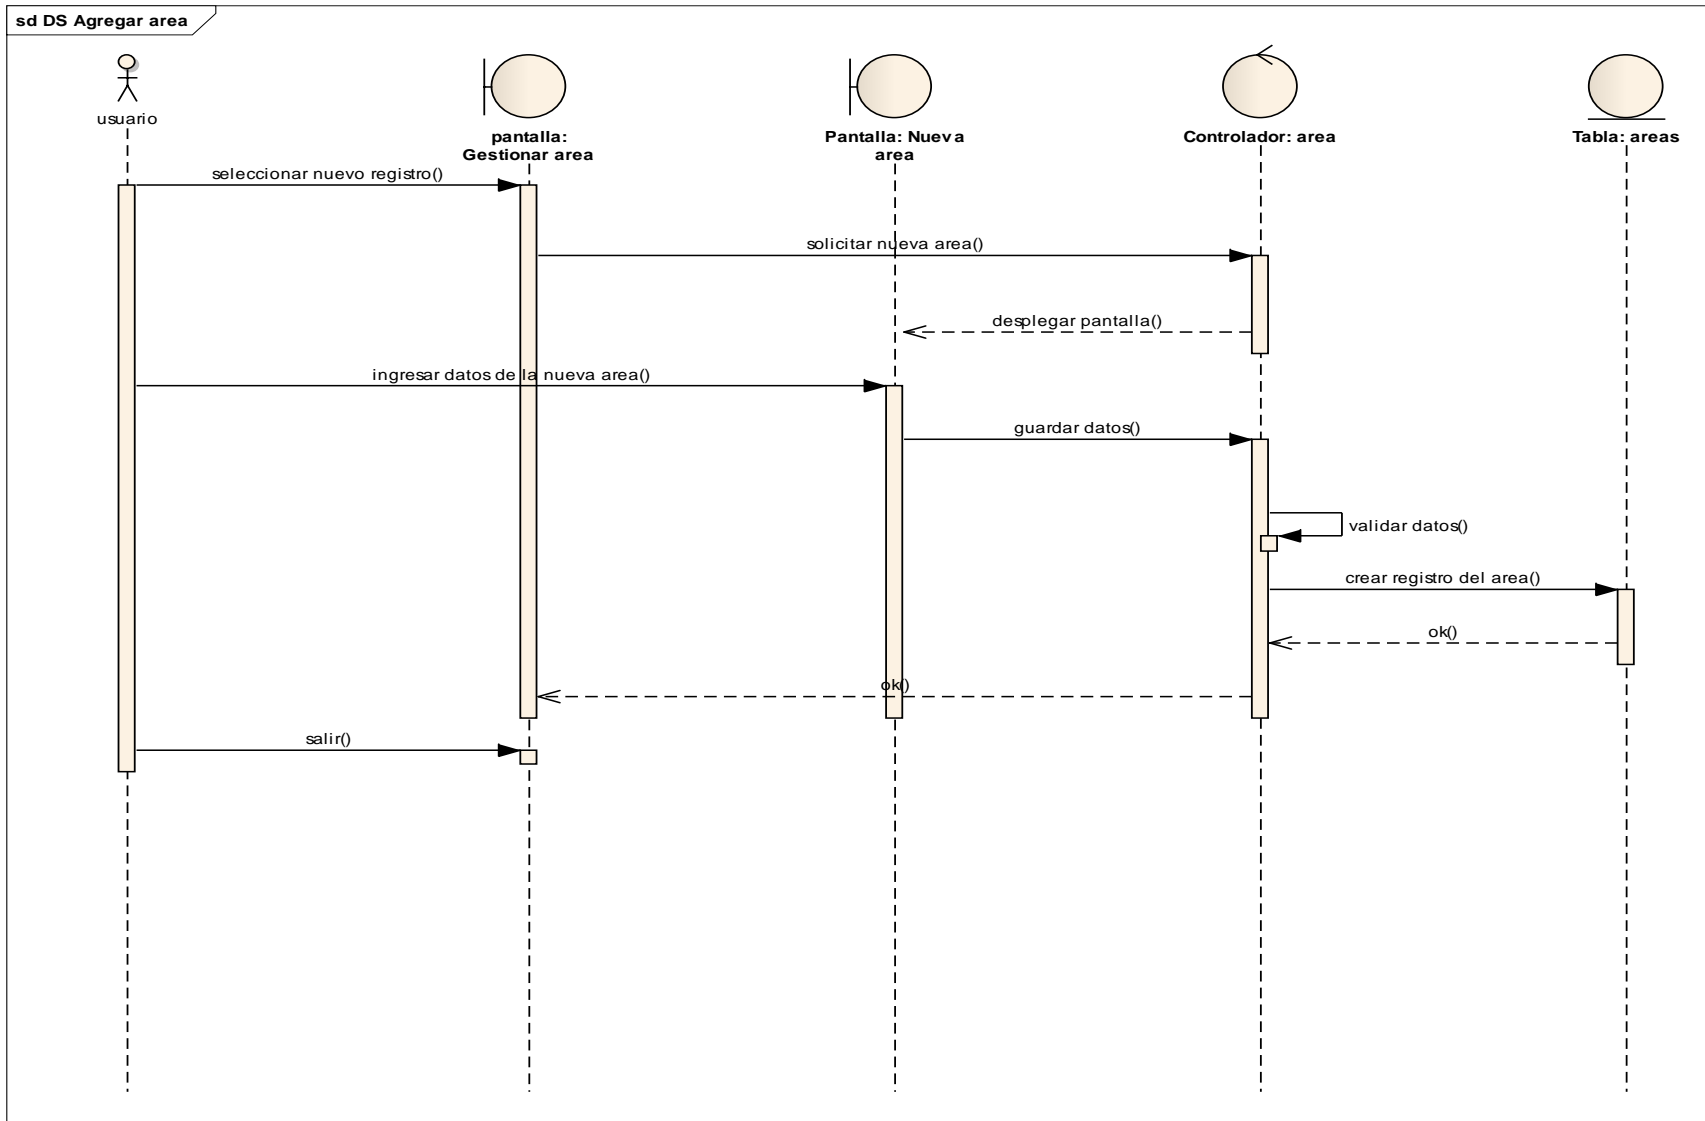 sd DS Agregar area
usuario
pantalla:
Gestionar area
Pantalla: Nueva
area
Controlador: area
Tabla: areas
seleccionar nuevo registro()
solicitar nueva area()
desplegar pantalla()
ingresar datos de la nueva area()
guardar datos()
validar datos()
crear registro del area()
ok()
ok()
salir()